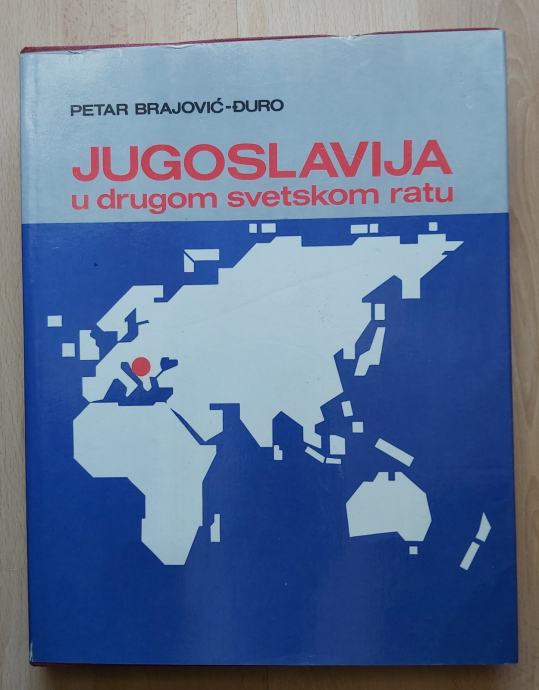 PETAR BRAJOVIĆ-ĐURO
JUGOSLAVIJA
u drugom svetskom ratu